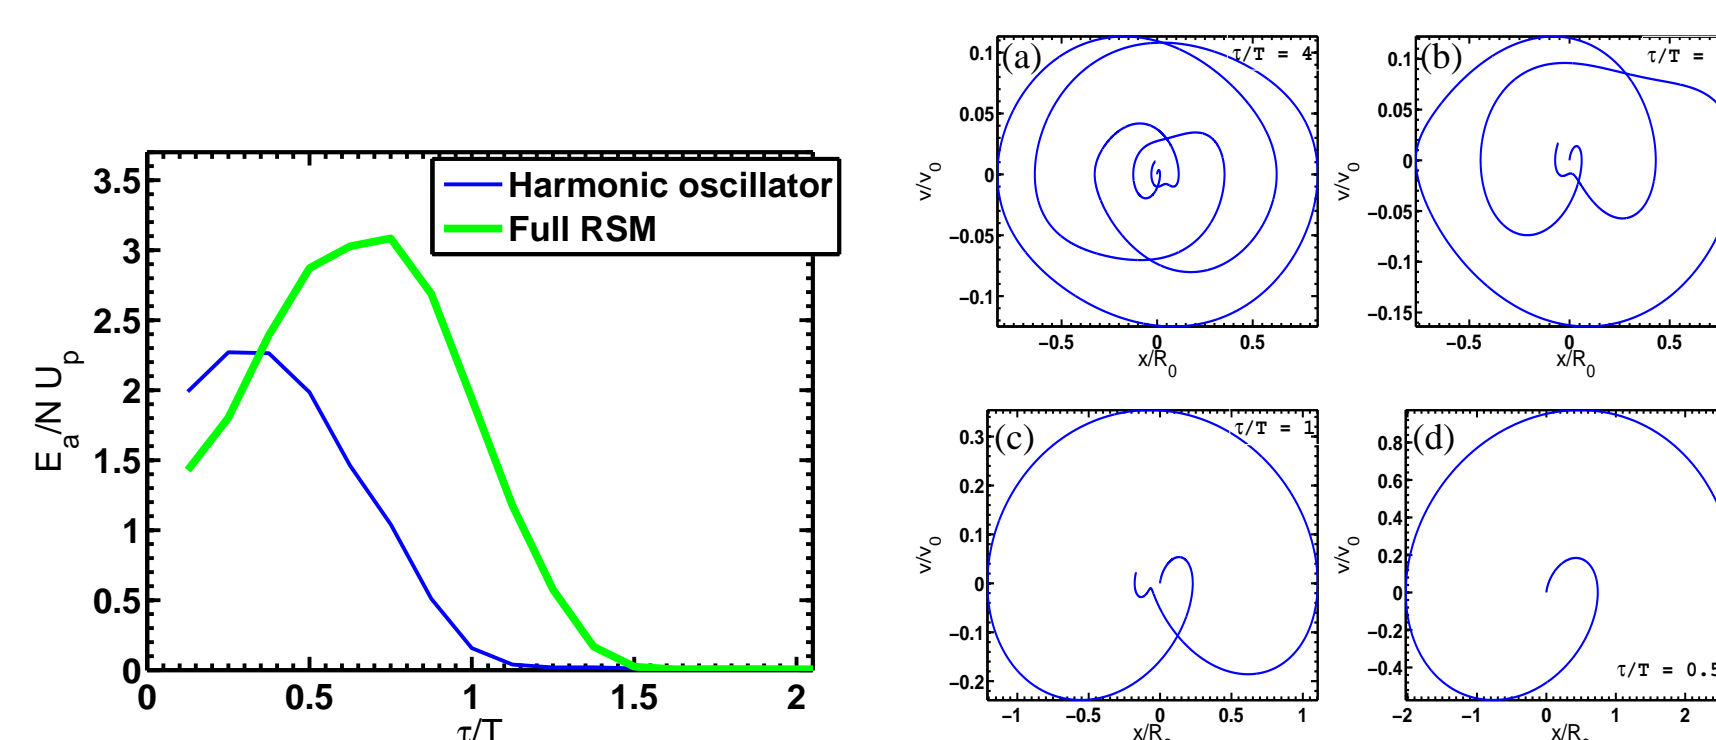 3.5
3
2.5
2
1.5
1
0.5
0
E_a/N U_p
Harmonic oscillator
Full RSM
0 0.5 1 1.5 2
τ/T
(a)
τ/T = 4
0.1
0.05
0
−0.05
−0.1
v/v_0
−0.5 0 0.5
x/R_0
(b)
τ/T =
0.1
0.05
0
−0.05
−0.1
−0.15
v/v_0
−0.5 0 0.5
x/R_0
(c)
τ/T = 1
0.3
0.2
0.1
0
−0.1
−0.2
v/v_0
−1 −0.5 0 0.5 1
x/R_0
(d)
0.8
0.6
0.4
0.2
0
−0.2
−0.4
τ/T = 0.5
v/v_0
−2 −1 0 1 2
x/R_0